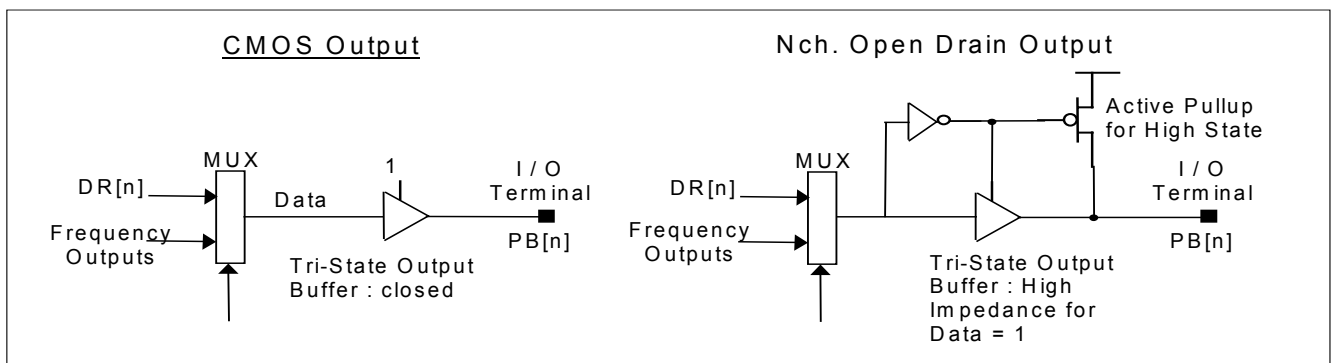 CMOS Output
MUX
DR[n]
Frequency
Outputs
Data
1
I / O
Terminal
PB[n]
Tri-State Output
Buffer : closed
Nch. Open Drain Output
Active Pullup
for High State
MUX
DR[n]
Frequency
Outputs
I / O
Terminal
PB[n]
Tri-State Output
Buffer : High
Impedance for
Data = 1